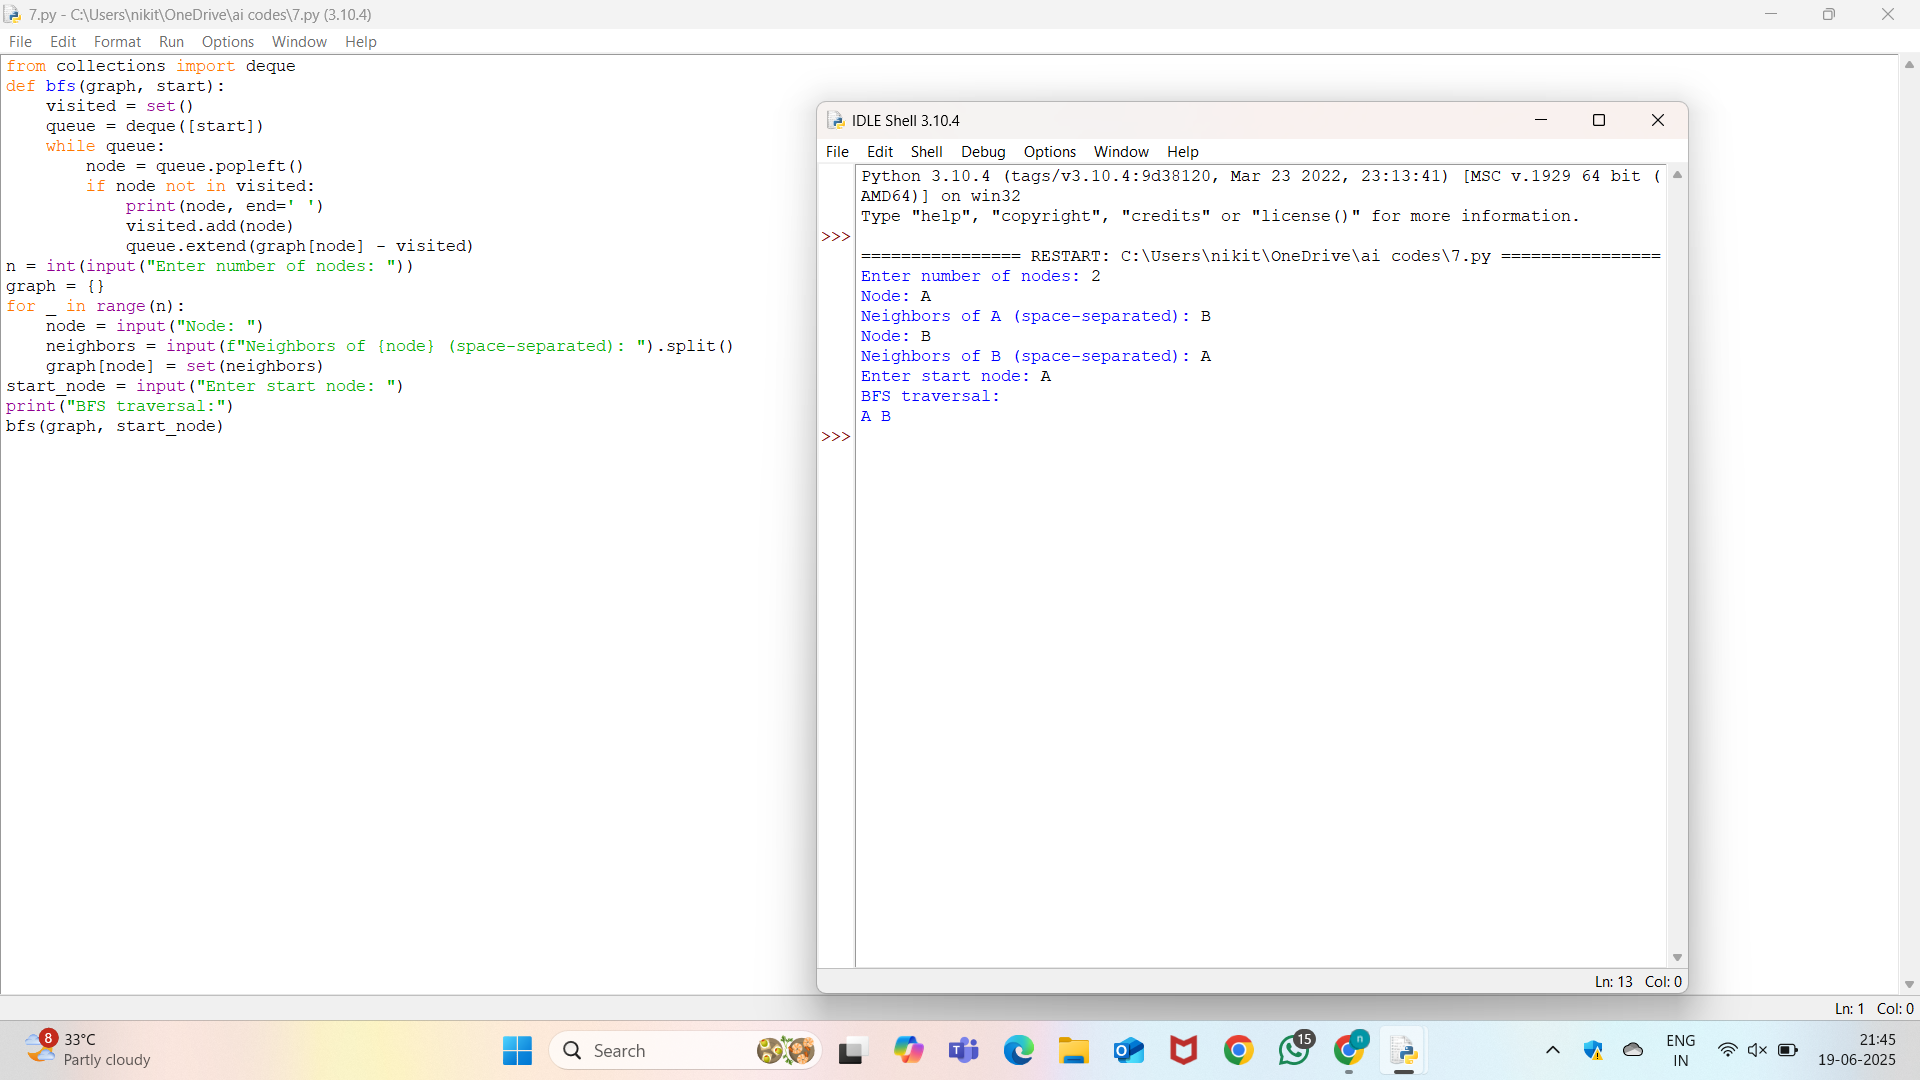 7.py - C:\Users\nikit\OneDrive\ai codes\7.py (3.10.4)
File Edit Format Run Options Window Help
from collections import deque
def bfs(graph, start):
    visited = set()
    queue = deque([start])
    while queue:
        node = queue.popleft()
        if node not in visited:
            print(node, end=' ')
            visited.add(node)
            queue.extend(graph[node] - visited)
n = int(input("Enter number of nodes: "))
graph = {}
for _ in range(n):
    node = input("Node: ")
    neighbors = input(f"Neighbors of {node} (space-separated): ").split()
    graph[node] = set(neighbors)
start_node = input("Enter start node: ")
print("BFS traversal:")
bfs(graph, start_node)
IDLE Shell 3.10.4
File Edit Shell Debug Options Window Help
Python 3.10.4 (tags/v3.10.4:9d38120, Mar 23 2022, 23:13:41) [MSC v.1929 64 bit (
AMD64)] on win32
Type "help", "copyright", "credits" or "license()" for more information.
>>>
================ RESTART: C:\Users\nikit\OneDrive\ai codes\7.py ================
Enter number of nodes: 2
Node: A
Neighbors of A (space-separated): B
Node: B
Neighbors of B (space-separated): A
Enter start node: A
BFS traversal:
A B
>>>
Ln: 13 Col: 0
Ln: 1 Col: 0
8
33°C
Partly cloudy
Search
15
n
ENG
IN
21:45
19-06-2025